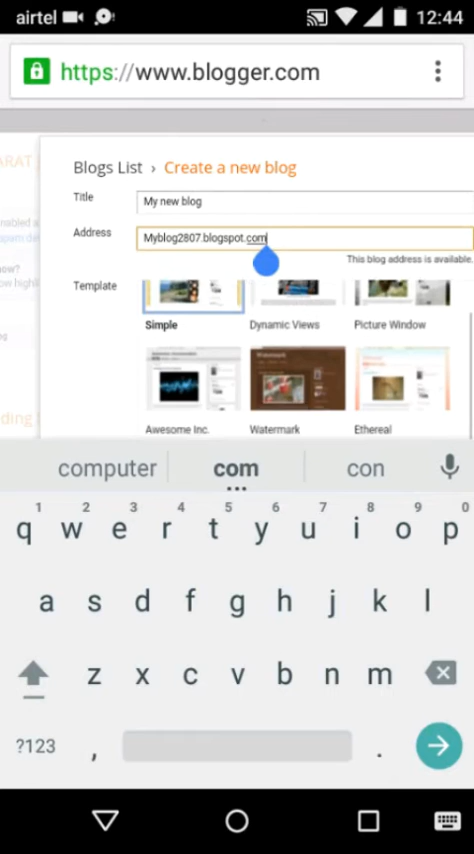 airtel 12:44
https://www.blogger.com
Blogs List › Create a new blog
Title My new blog
Address Myblog2807.blogspot.com
This blog address is available.
Template
Simple Dynamic Views Picture Window
Awesome Inc. Watermark Ethereal
computer com con
1 2 3 4 5 6 7 8 9 0
q w e r t y u i o p
a s d f g h j k l
z x c v b n m
?123 , .